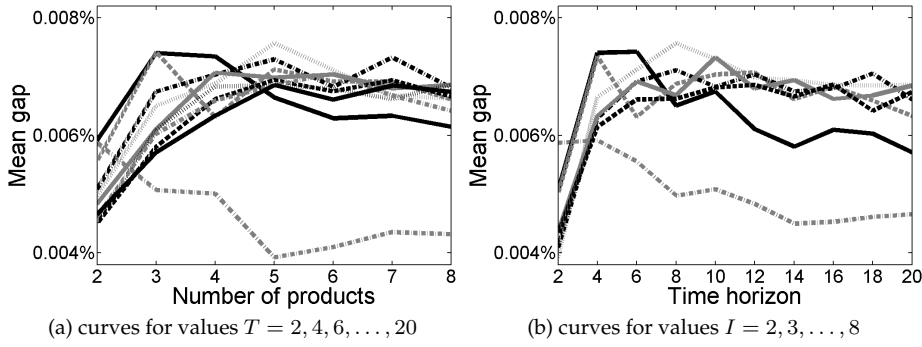 0.008%
0.006%
0.004%
Mean gap
2 3 4 5 6 7 8
Number of products
(a) curves for values T = 2, 4, 6, . . . , 20
0.008%
0.006%
0.004%
Mean gap
2 4 6 8 10 12 14 16 18 20
Time horizon
(b) curves for values I = 2, 3, . . . , 8